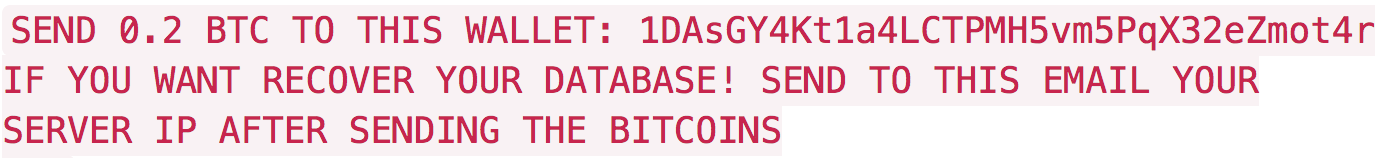 SEND 0.2 BTC TO THIS WALLET: 1DAsGY4Kt1a4LCTPMH5vm5PqX32eZmot4r
IF YOU WANT RECOVER YOUR DATABASE! SEND TO THIS EMAIL YOUR
SERVER IP AFTER SENDING THE BITCOINS